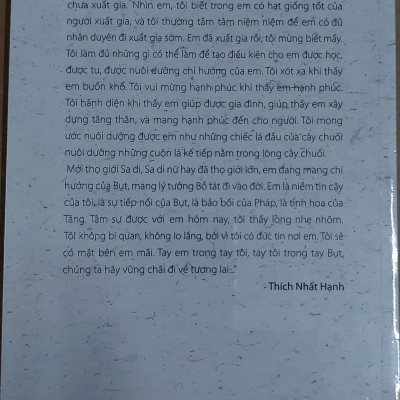 chưa xuất gia. Nhìn em, tôi biết trong em có hạt giống tốt của
người xuất gia, và tôi thường tâm tâm niệm niệm để em có đủ
nhân duyên đi xuất gia sớm. Em đã xuất gia rồi, tôi mừng biết mấy.
Tôi làm đủ những gì có thể làm để tạo điều kiện cho em được học,
được tu, được nuôi dưỡng chí hướng của em. Tôi xót xa khi thấy
em buồn khổ. Tôi vui mừng hạnh phúc khi thấy em hạnh phúc.
Tôi hãnh diện khi thấy em giúp được gia đình, giúp thầy em xây
dựng tăng thân, và mang hạnh phúc đến cho người. Tôi mong
ước nuôi dưỡng được em như những chiếc lá đầu của cây chuối
nuôi dưỡng những cuộn lá kế tiếp nằm trong lòng cây chuối.
Mới thọ giới Sa di, Sa di nữ hay đã thọ giới lớn, em đang mang chí
hướng của Bụt, mang lý tưởng Bồ tát đi vào đời. Em là niềm tin cậy
của tôi, là sự tiếp nối của Bụt, là bảo bối của Pháp, là tinh hoa của
Tăng. Tâm sự được với em hôm nay, tôi thấy lòng nhẹ nhõm.
Tôi không bi quan, không lo lắng, bởi vì tôi có đức tin nơi em. Tôi sẽ
có mặt bên em mãi. Tay em trong tay tôi, tay tôi trong tay Bụt,
chúng ta hãy vững chãi đi về tương lai..."
- Thích Nhất Hạnh